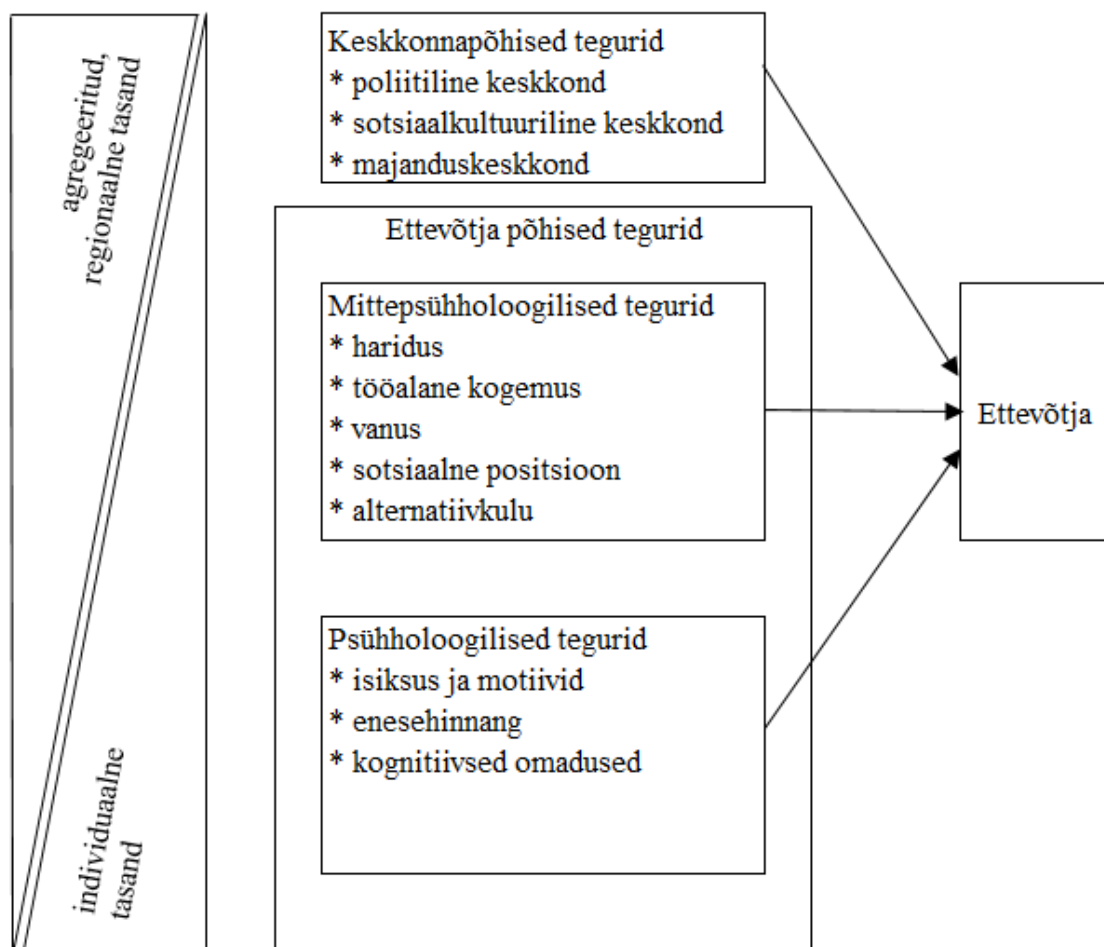 agregeeritud,
regionaalne tasand
individuaalne
tasand
Keskkonnapõhised tegurid
* poliitiline keskkond
* sotsiaalkultuuriline keskkond
* majanduskeskkond
Ettevõtja põhised tegurid
Mittepsühholoogilised tegurid
* haridus
* tööalane kogemus
* vanus
* sotsiaalne positsioon
* alternatiivkulu
Psühholoogilised tegurid
* isiksus ja motiivid
* enesehinnang
* kognitiivsed omadused
Ettevõtja